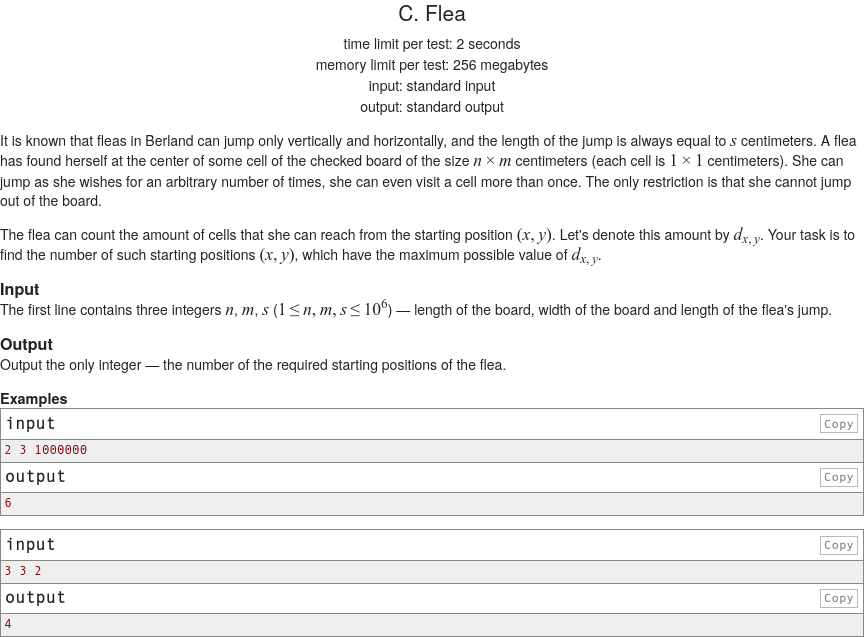 C. Flea
time limit per test: 2 seconds
memory limit per test: 256 megabytes
input: standard input
output: standard output
It is known that fleas in Berland can jump only vertically and horizontally, and the length of the jump is always equal to s centimeters. A flea
has found herself at the center of some cell of the checked board of the size n × m centimeters (each cell is 1 × 1 centimeters). She can
jump as she wishes for an arbitrary number of times, she can even visit a cell more than once. The only restriction is that she cannot jump
out of the board.
The flea can count the amount of cells that she can reach from the starting position (x, y). Let's denote this amount by d_{x, y}. Your task is to
find the number of such starting positions (x, y), which have the maximum possible value of d_{x, y}.
Input
The first line contains three integers n, m, s (1 ≤ n, m, s ≤ 10^6) — length of the board, width of the board and length of the flea's jump.
Output
Output the only integer — the number of the required starting positions of the flea.
Examples
input Copy
2 3 1000000
output Copy
6
input Copy
3 3 2
output Copy
4